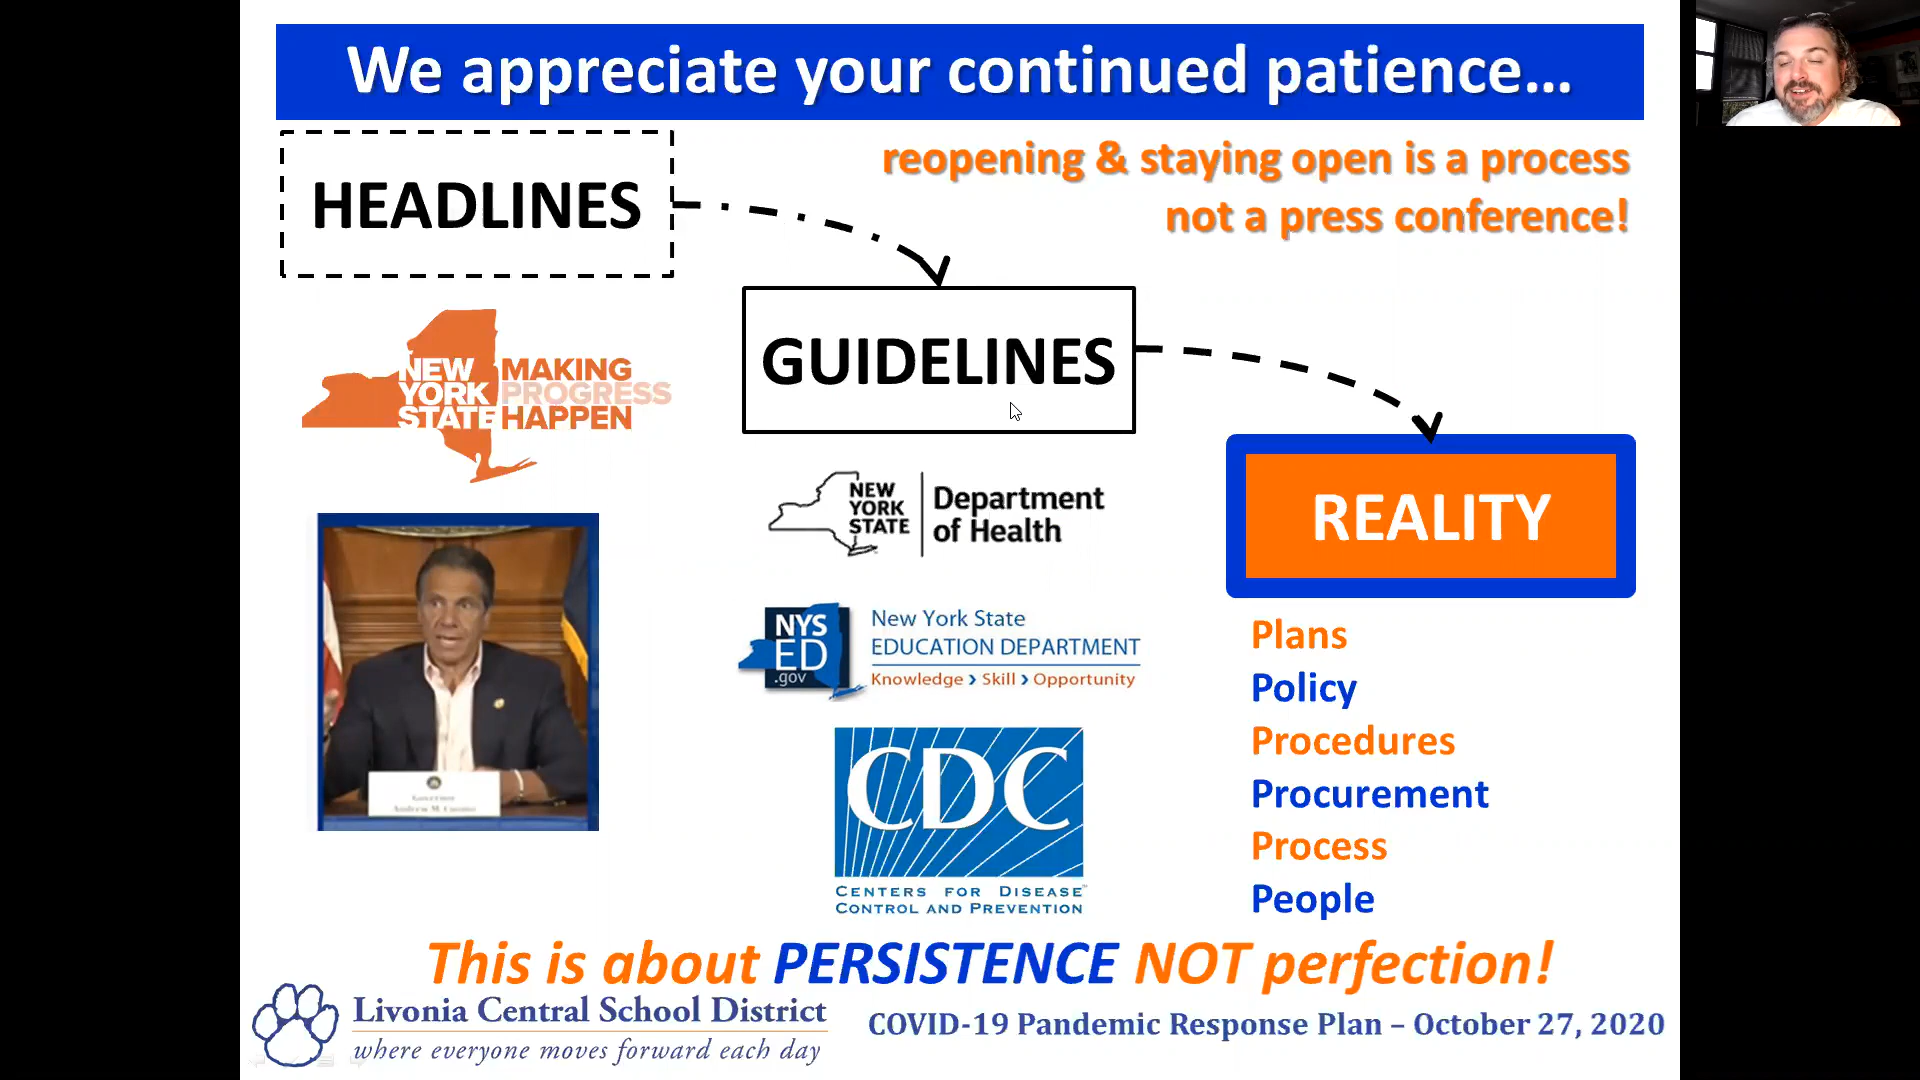 We appreciate your continued patience...
reopening & staying open is a process
not a press conference!
HEADLINES
GUIDELINES
REALITY
NEW
YORK
STATE
MAKING
PROGRESS
HAPPEN
NEW
YORK
STATE
Department
of Health
NYS
ED
.gov
New York State
EDUCATION DEPARTMENT
Knowledge › Skill › Opportunity
CDC
CENTERS FOR DISEASE
CONTROL AND PREVENTION
Andrew M. Cuomo
Plans
Policy
Procedures
Procurement
Process
People
This is about PERSISTENCE NOT perfection!
Livonia Central School District
where everyone moves forward each day
COVID-19 Pandemic Response Plan – October 27, 2020